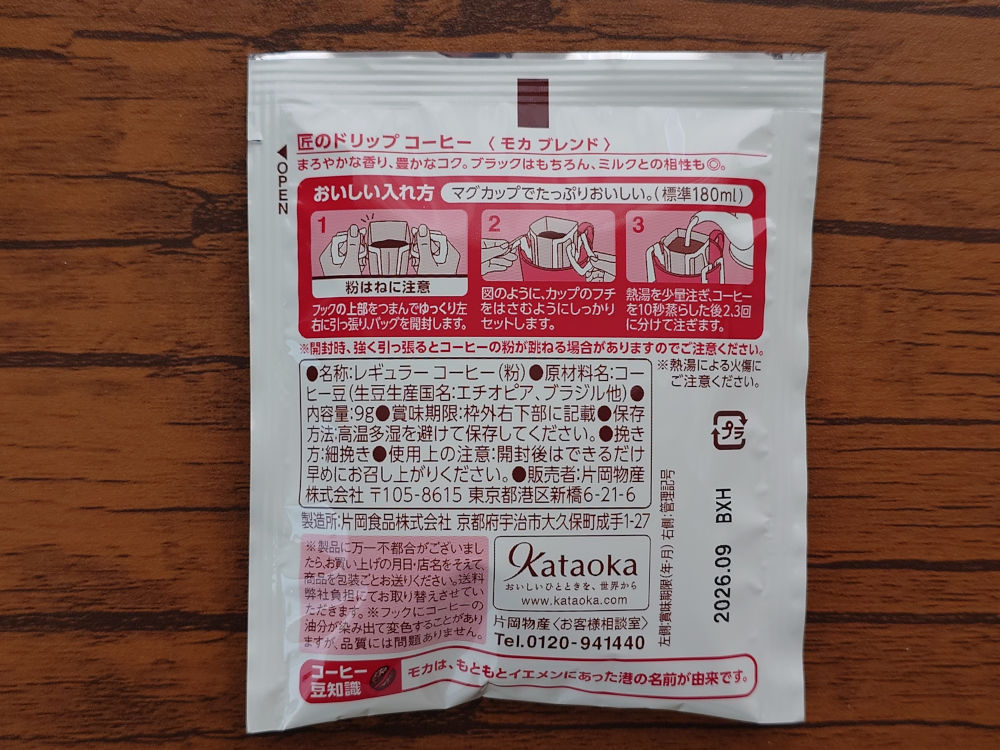 ◀OPEN
匠のドリップ コーヒー 〈 モカ ブレンド 〉
まろやかな香り、豊かなコク。ブラックはもちろん、ミルクとの相性も◎。
おいしい入れ方 マグカップでたっぷりおいしい。(標準180ml)
1
粉はねに注意
フックの上部をつまんでゆっくり左
右に引っ張り、バッグを開封します。
2
図のように、カップのフチ
をはさむようにしっかり
セットします。
3
熱湯を少量注ぎ、コーヒー
を10秒蒸らした後2,3回
に分けて注ぎます。
※開封時、強く引っ張るとコーヒーの粉が跳ねる場合がありますのでご注意ください。
※熱湯による火傷に
ご注意ください。
●名称:レギュラー コーヒー(粉)●原材料名:コー
ヒー豆(生豆生産国名:エチオピア、ブラジル他)●
内容量:9g●賞味期限:枠外右下部に記載●保存
方法:高温多湿を避けて保存してください。●挽き
方:細挽き●使用上の注意:開封後はできるだけ
早めにお召し上がりください。●販売者:片岡物産
株式会社 〒105-8615 東京都港区新橋6-21-6
製造所:片岡食品株式会社 京都府宇治市大久保町成手1-27
プラ
左側:賞味期限(年・月) 右側:管理記号
2026.09 BXH
※製品に万一不都合がございまし
たら、お買い上げの月日・店名をそえて、
商品を包装ごとお送りください。送料
弊社負担にてお取り替えさせてい
ただきます。※フックにコーヒーの
油分が染み出て変色することがあり
ますが、品質には問題ありません。
Kataoka
おいしいひとときを、世界から
www.kataoka.com
片岡物産〈お客様相談室〉
Tel.0120-941440
コーヒー
豆知識
モカは、もともとイエメンにあった港の名前が由来です。